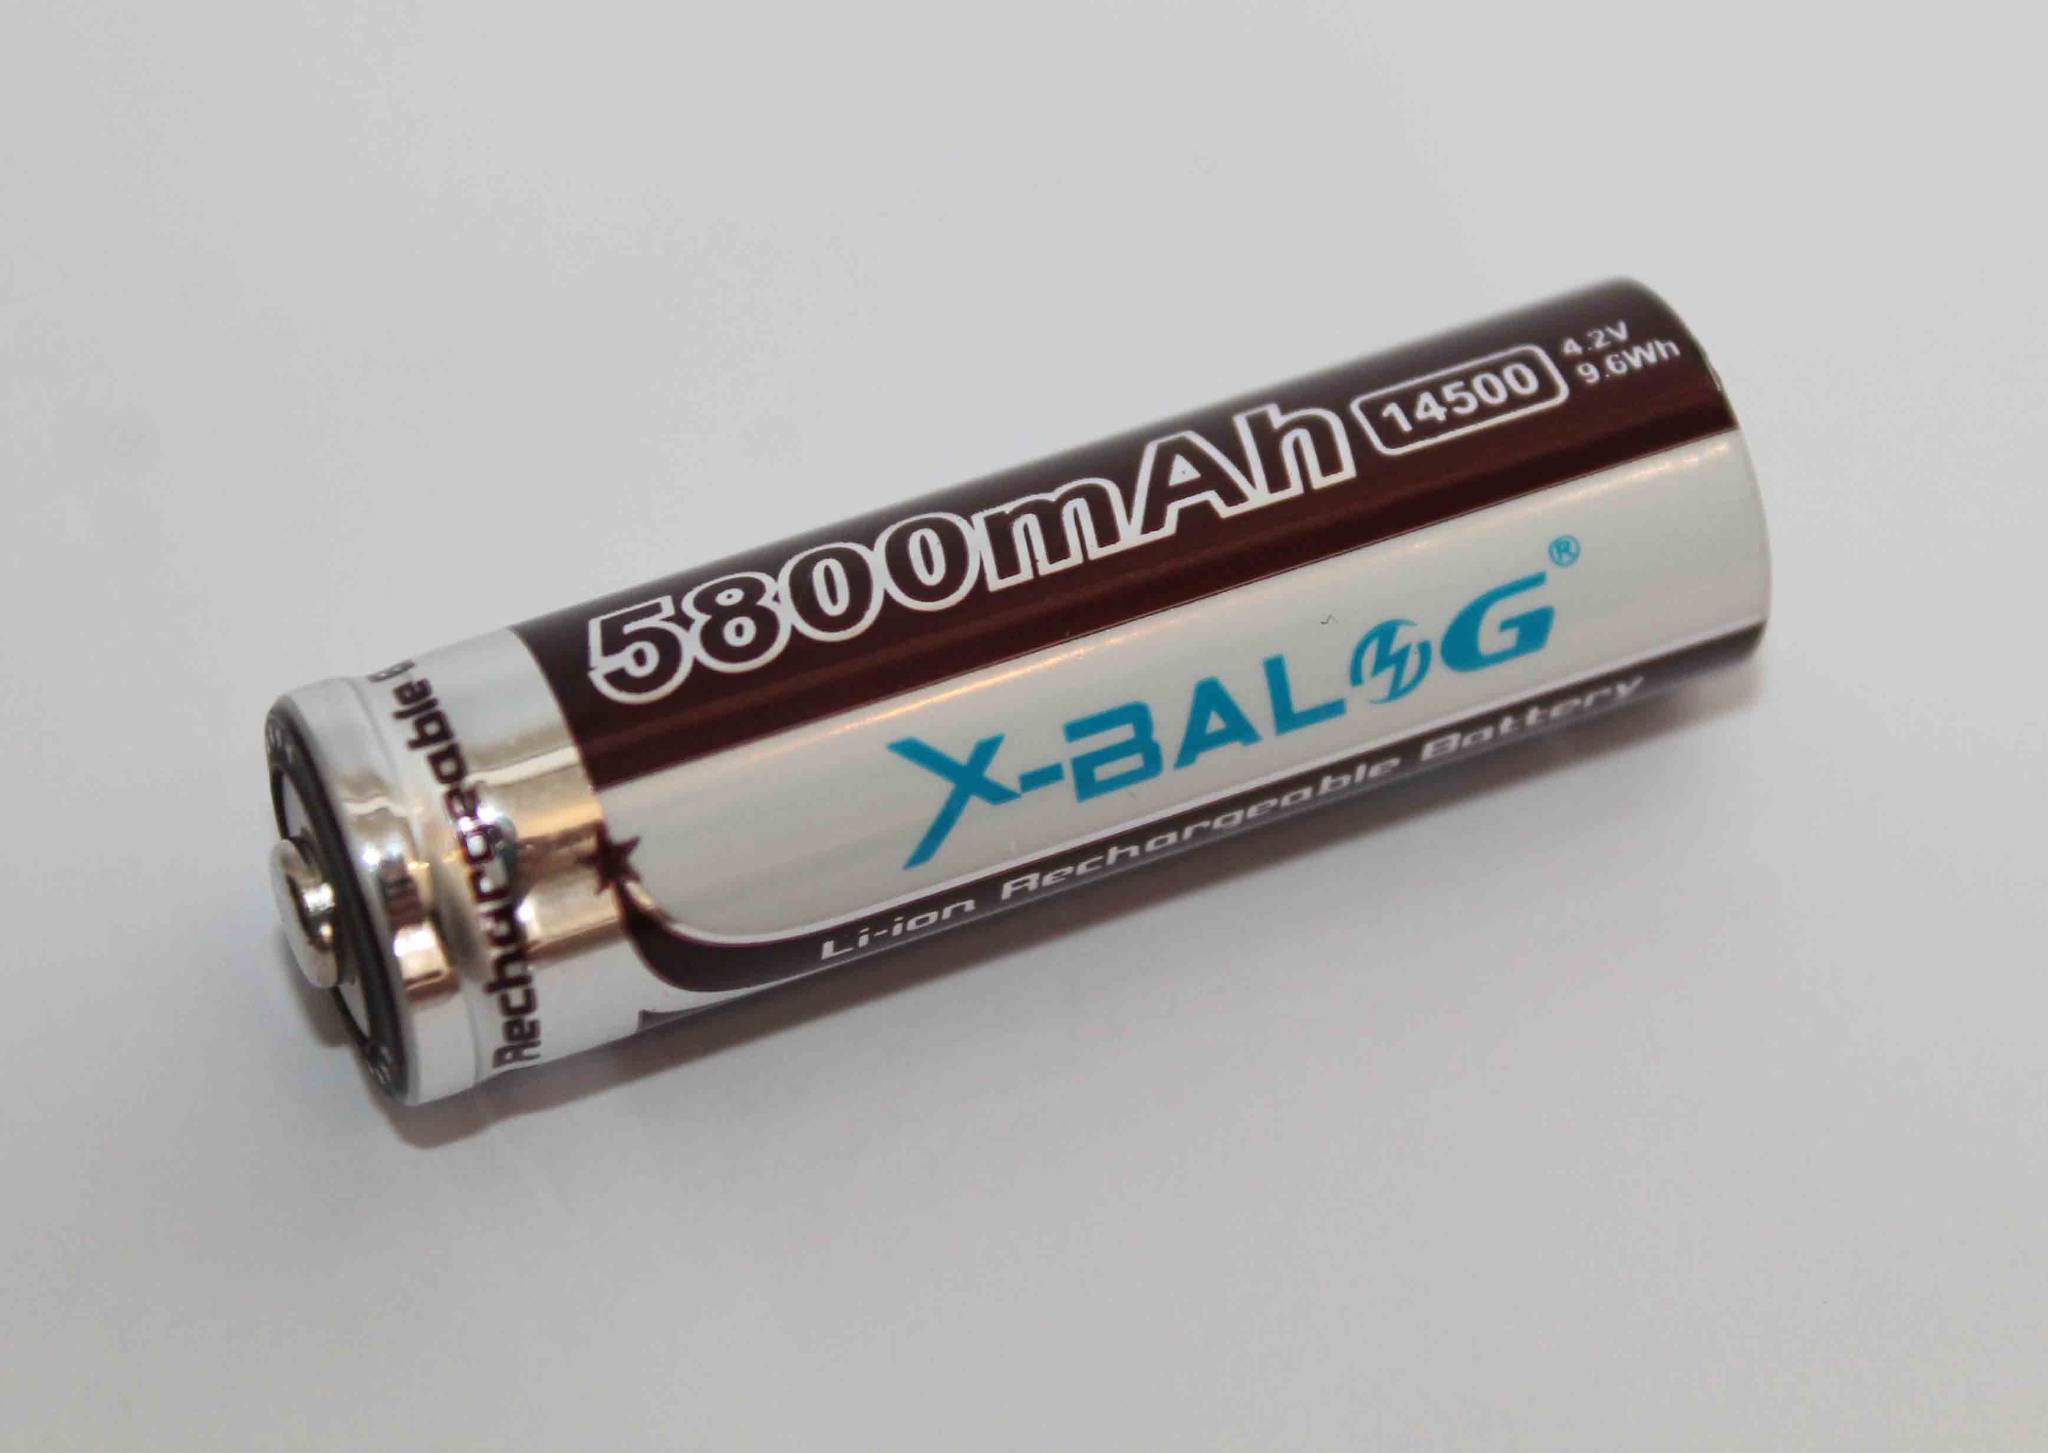 5800mAh
14500
4.2V
9.6Wh
X-BALOG®
Li-ion Rechargeable Battery
Rechargeable